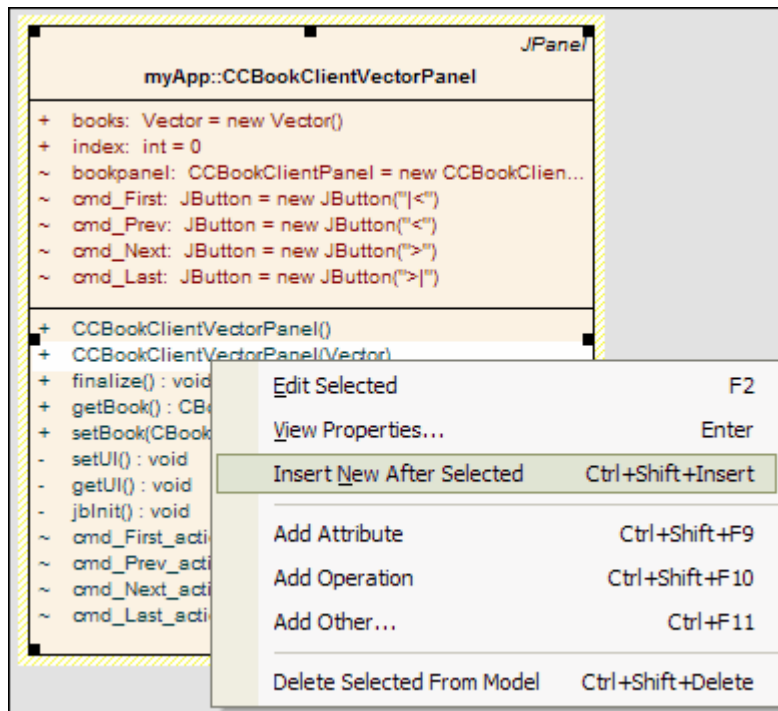 JPanel
myApp::CCBookClientVectorPanel
+ books: Vector = new Vector()
+ index: int = 0
~ bookpanel: CCBookClientPanel = new CCBookClien...
~ cmd_First: JButton = new JButton("|<")
~ cmd_Prev: JButton = new JButton("<")
~ cmd_Next: JButton = new JButton(">")
~ cmd_Last: JButton = new JButton(">|")
+ CCBookClientVectorPanel()
+ CCBookClientVectorPanel(Vector)
+ finalize() : void
+ getBook() : CBo
+ setBook(CBook
- setUI() : void
- getUI() : void
- jbInit() : void
~ cmd_First_acti
~ cmd_Prev_acti
~ cmd_Next_acti
~ cmd_Last_acti
Edit Selected F2
View Properties... Enter
Insert New After Selected Ctrl+Shift+Insert
Add Attribute Ctrl+Shift+F9
Add Operation Ctrl+Shift+F10
Add Other... Ctrl+F11
Delete Selected From Model Ctrl+Shift+Delete